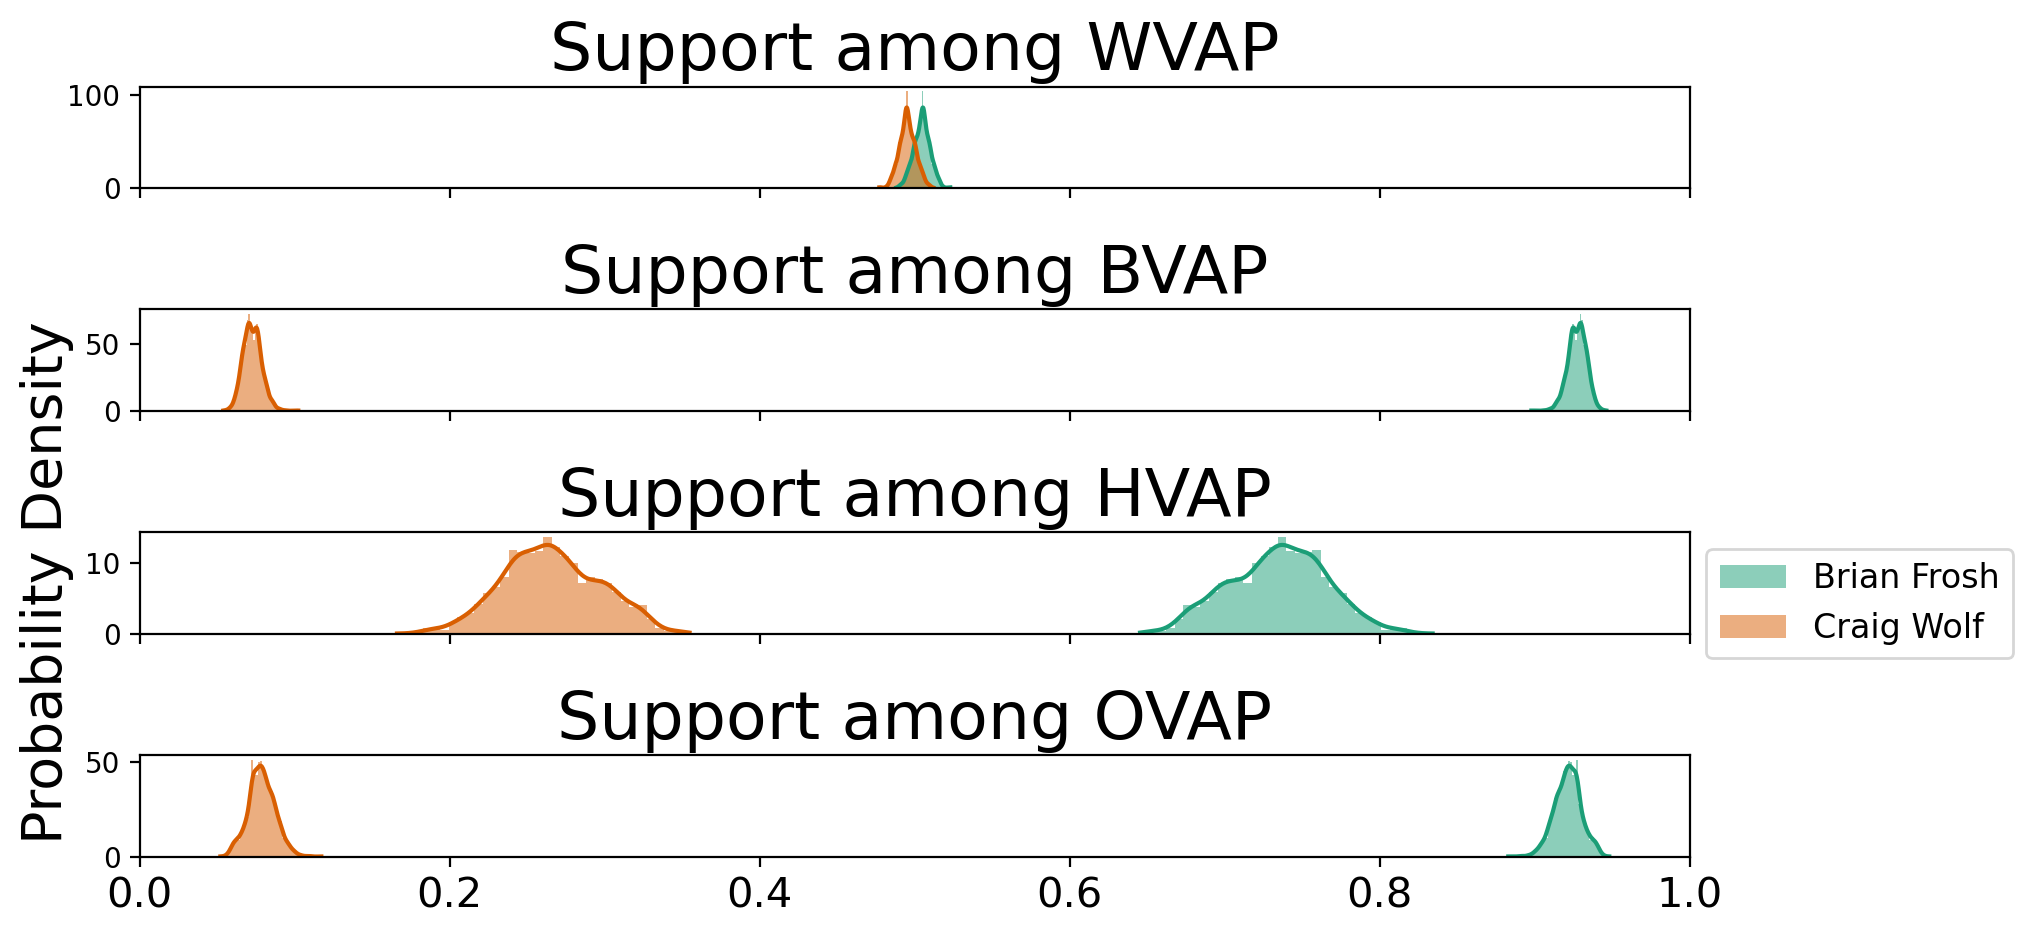 Support among WVAP
100
0
Support among BVAP
50
0
Support among HVAP
10
0
Support among OVAP
50
0
0.0 0.2 0.4 0.6 0.8 1.0
Probability Density
Brian Frosh
Craig Wolf